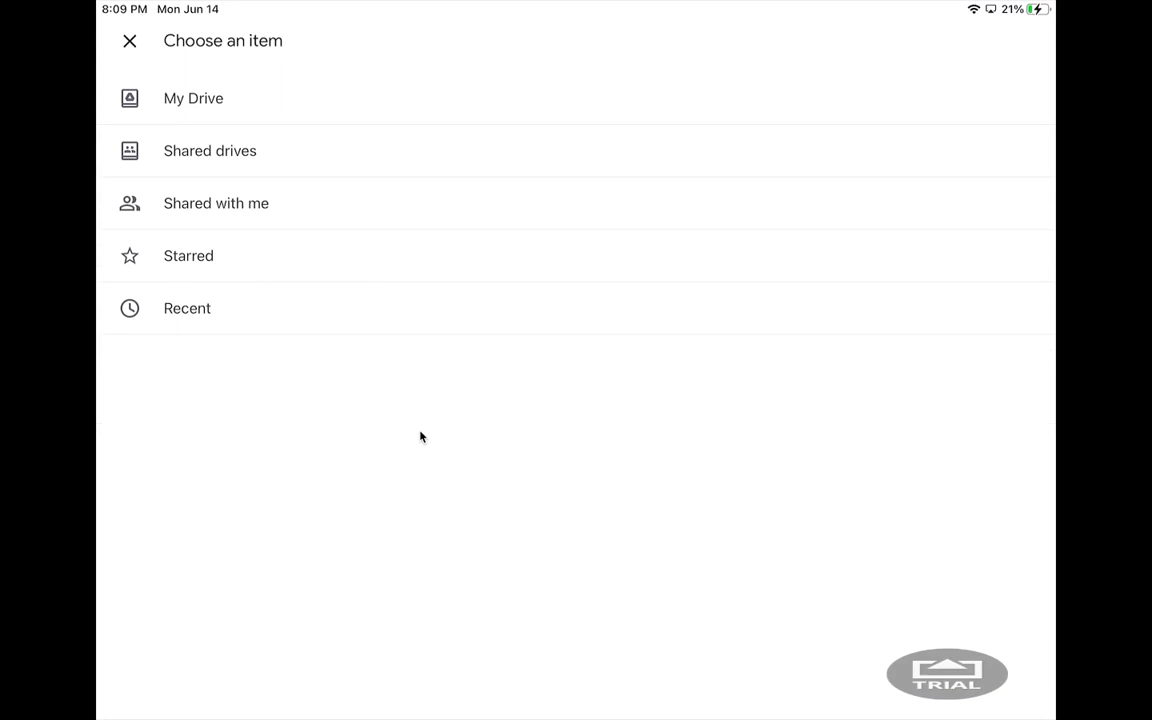 8:09 PM Mon Jun 14
21%
Choose an item
My Drive
Shared drives
Shared with me
Starred
Recent
TRIAL